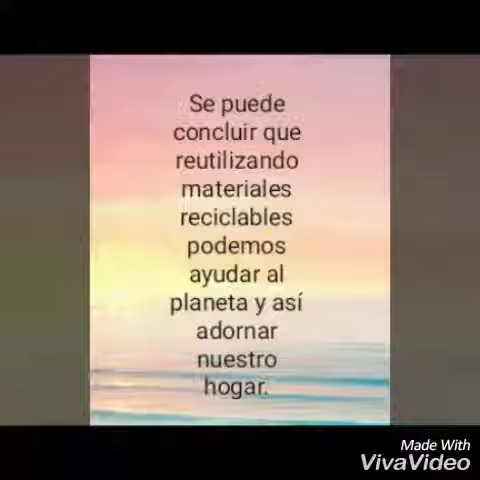 Se puede
concluir que
reutilizando
materiales
reciclables
podemos
ayudar al
planeta y así
adornar
nuestro
hogar.
Made With
VivaVideo